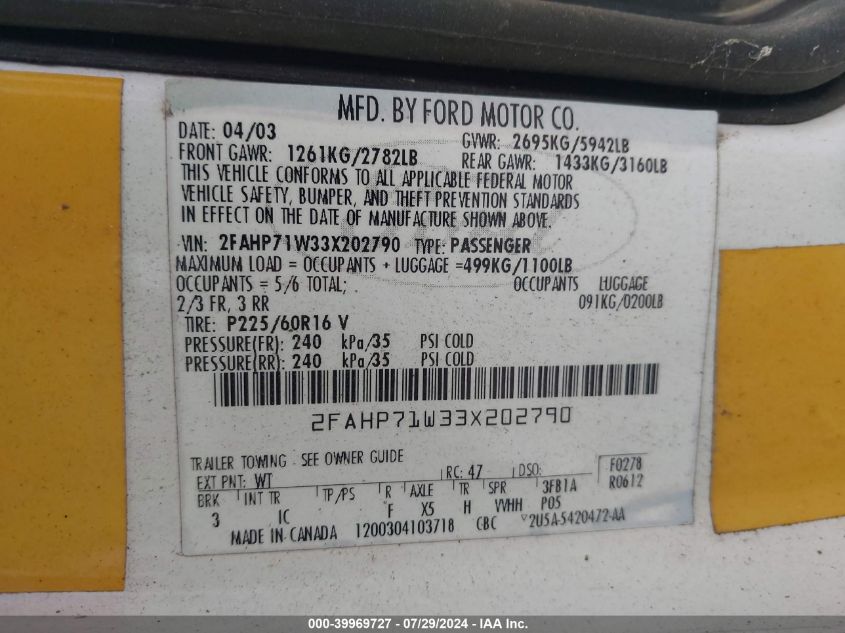 MFD. BY FORD MOTOR CO.
DATE: 04/03 GVWR: 2695KG/5942LB
FRONT GAWR: 1261KG/2782LB REAR GAWR: 1433KG/3160LB
THIS VEHICLE CONFORMS TO ALL APPLICABLE FEDERAL MOTOR
VEHICLE SAFETY, BUMPER, AND THEFT PREVENTION STANDARDS
IN EFFECT ON THE DATE OF MANUFACTURE SHOWN ABOVE.
VIN: 2FAHP71W33X202790 TYPE: PASSENGER
MAXIMUM LOAD = OCCUPANTS + LUGGAGE =499KG/1100LB
OCCUPANTS = 5/6 TOTAL; OCCUPANTS LUGGAGE
2/3 FR, 3 RR 091KG/0200LB
TIRE: P225/60R16 V
PRESSURE(FR): 240 kPa/35 PSI COLD
PRESSURE(RR): 240 kPa/35 PSI COLD
2FAHP71W33X202790
TRAILER TOWING - SEE OWNER GUIDE
EXT PNT: WT RC: 47 DSO: F0278
R0612
BRK INT TR TP/PS R AXLE TR SPR 3FB1A
3 IC F X5 H VVHH POS
MADE IN CANADA 1200304103718 CBC 2U5A-5420472-AA
000-39969727 - 07/29/2024 - IAA Inc.